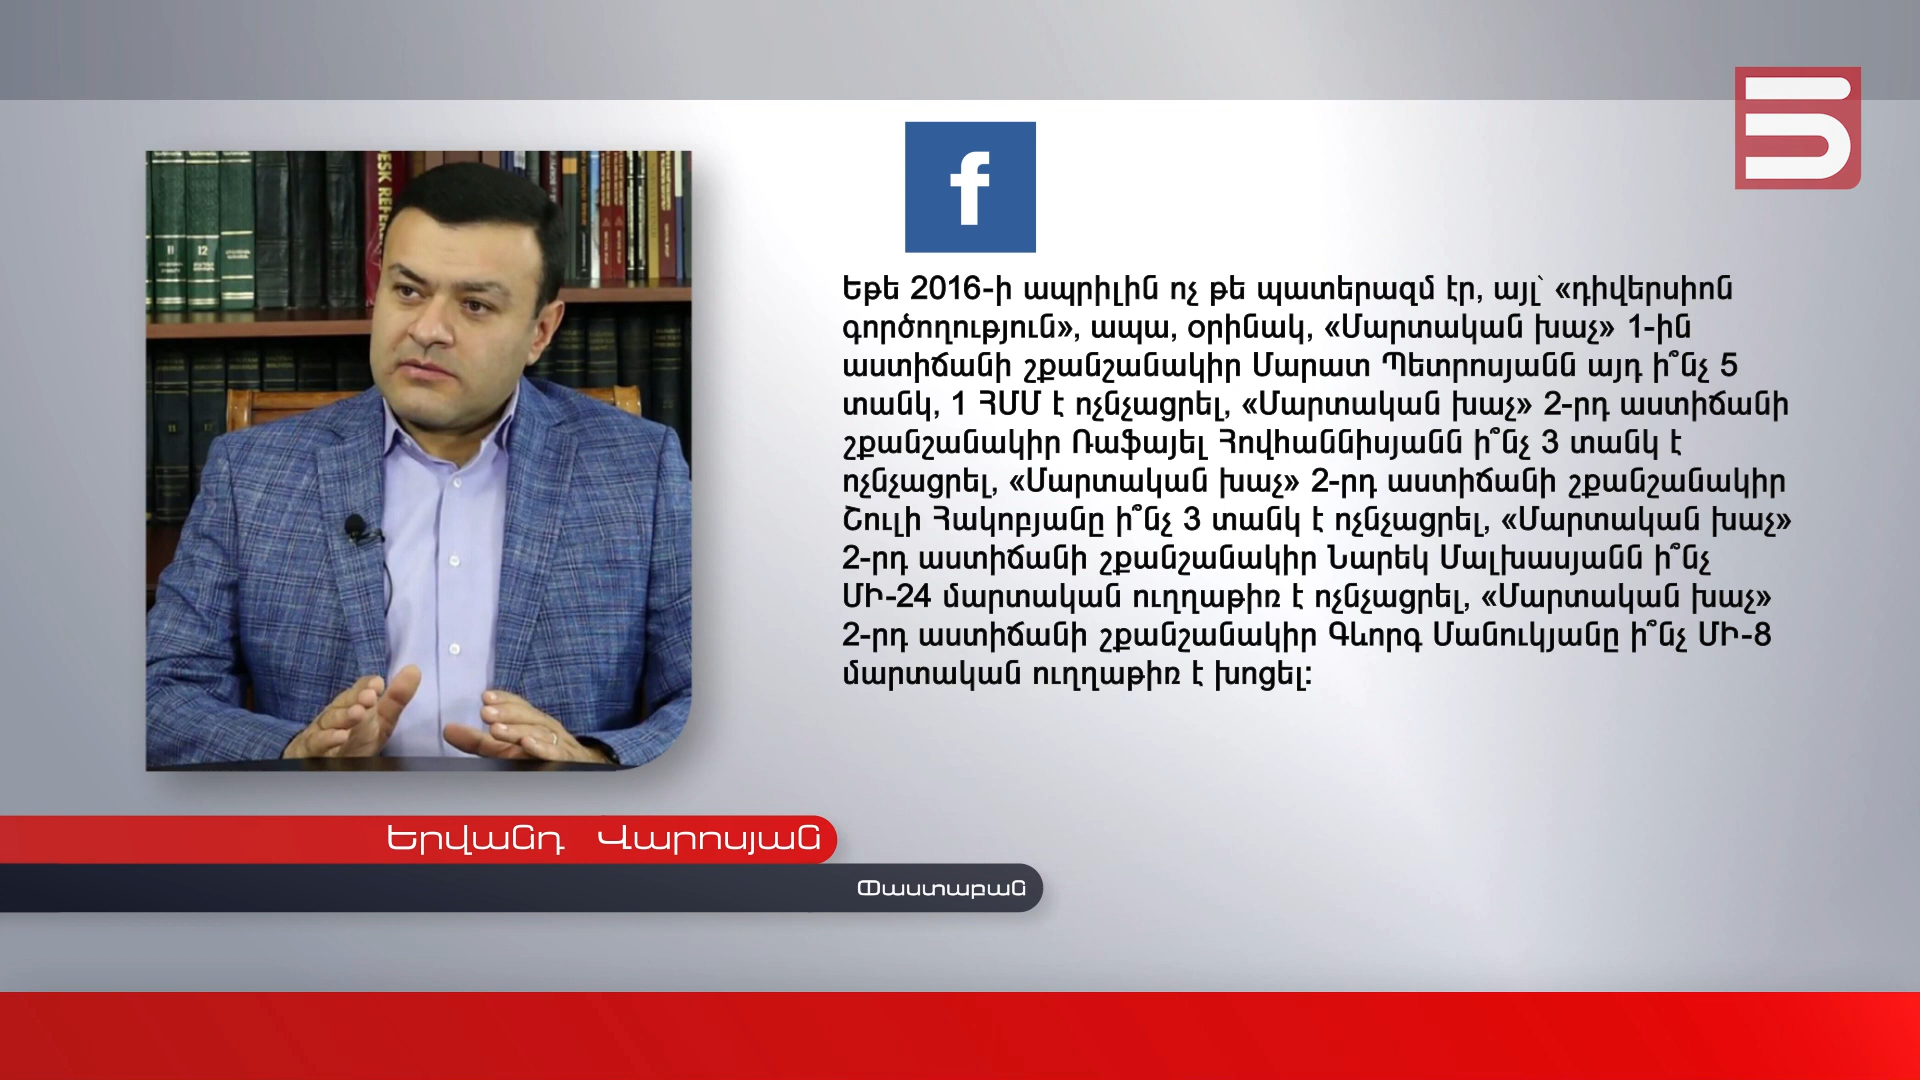 Եթե 2016-ի ապրիլին ոչ թե պատերազմ էր, այլ՝ «դիվերսիոն
գործողություն», ապա, օրինակ, «Մարտական խաչ» 1-ին
աստիճանի շքանշանակիր Մարատ Պետրոսյանն այդ ի՞նչ 5
տանկ, 1 ՀՄՄ է ոչնչացրել, «Մարտական խաչ» 2-րդ աստիճանի
շքանշանակիր Ռաֆայել Հովհաննիսյանն ի՞նչ 3 տանկ է
ոչնչացրել, «Մարտական խաչ» 2-րդ աստիճանի շքանշանակիր
Շուլի Հակոբյանը ի՞նչ 3 տանկ է ոչնչացրել, «Մարտական խաչ»
2-րդ աստիճանի շքանշանակիր Նարեկ Մալխասյանն ի՞նչ
ՄԻ-24 մարտական ուղղաթիռ է ոչնչացրել, «Մարտական խաչ»
2-րդ աստիճանի շքանշանակիր Գևորգ Մանուկյանը ի՞նչ ՄԻ-8
մարտական ուղղաթիռ է խոցել:
Երվանդ Վարոսյան
Փաստաբան
11
12
11
12